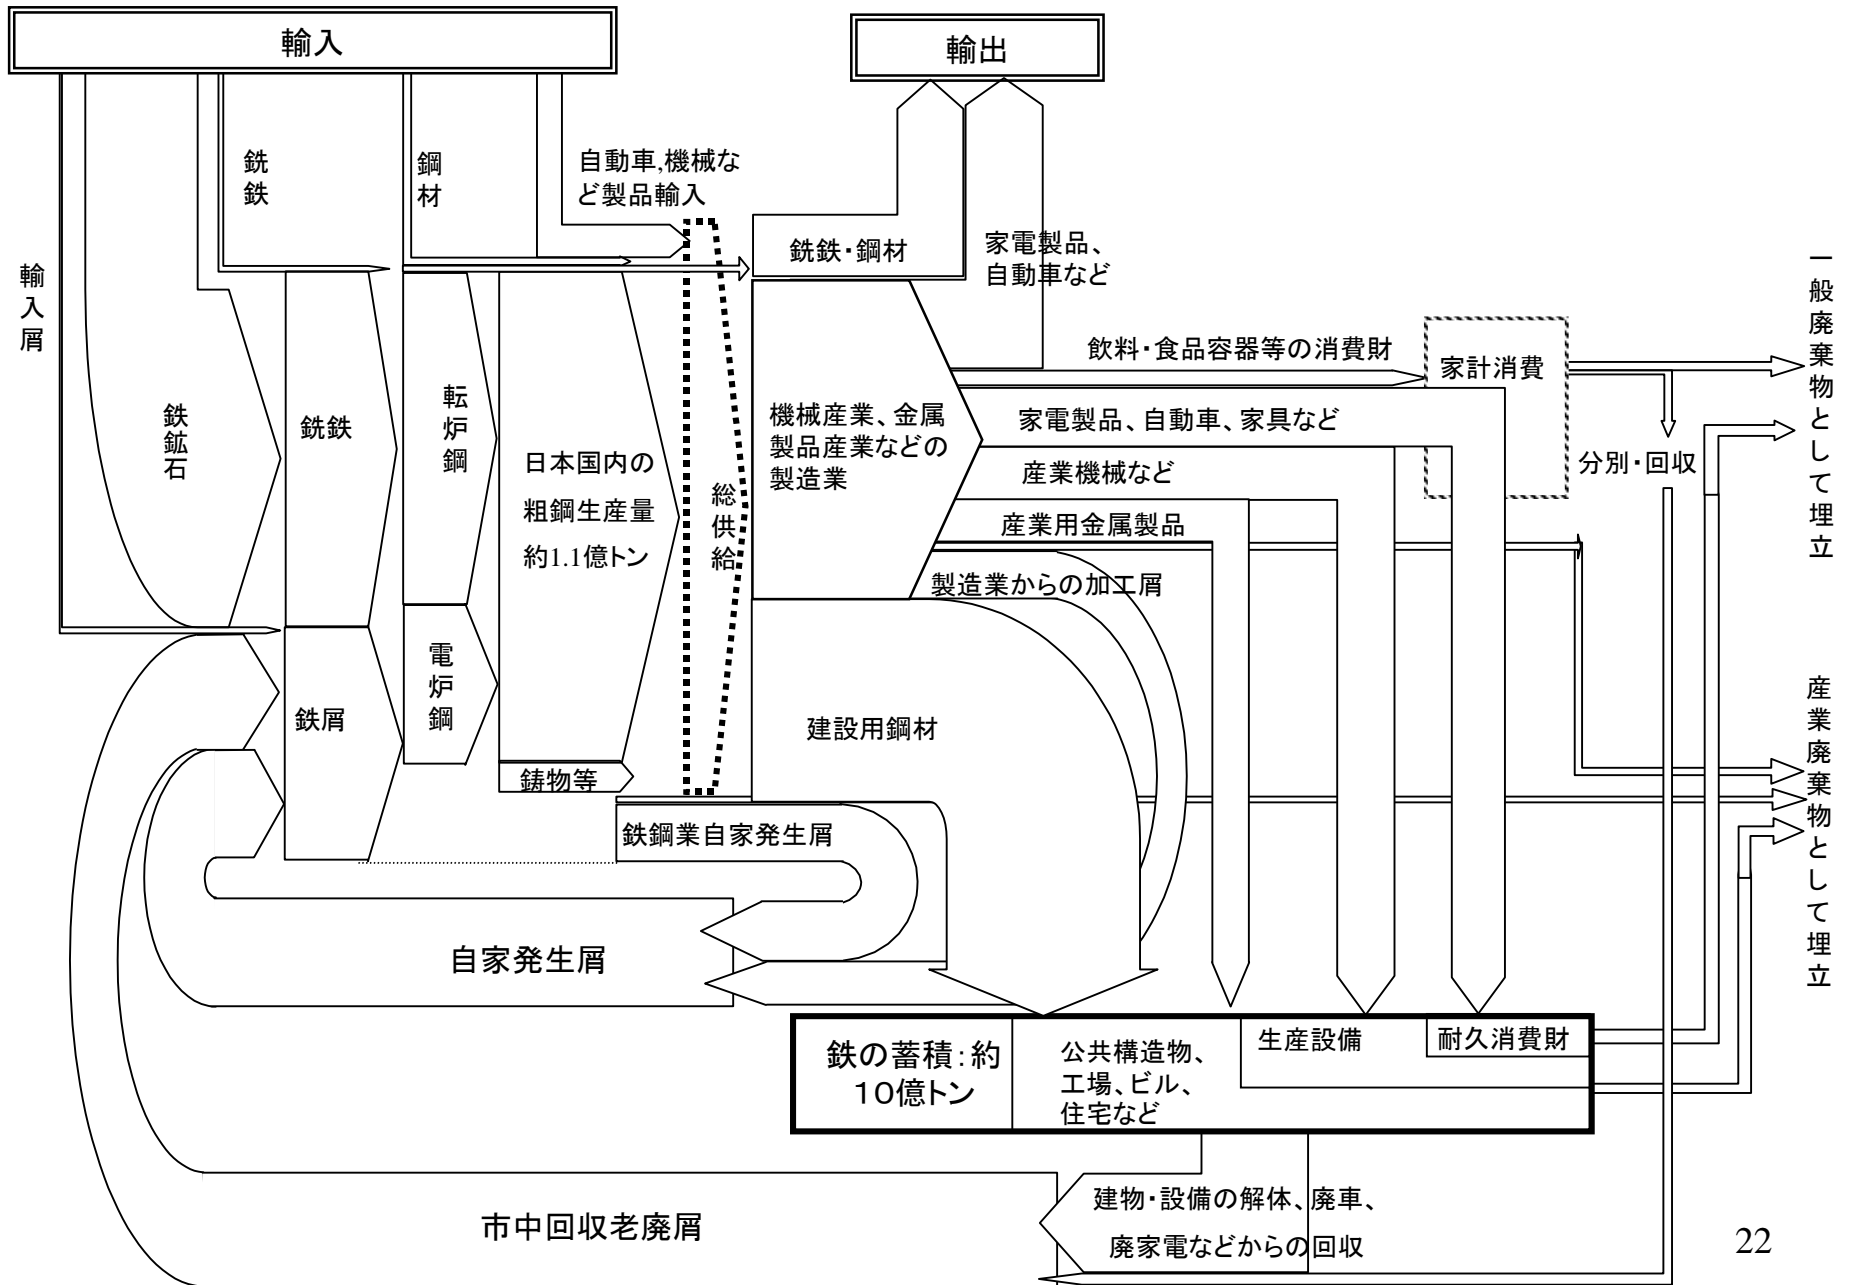 輸入
輸出
銑鉄
鋼材
自動車,機械な
ど製品輸入
輸入屑
銑鉄・鋼材
家電製品、
自動車など
鉄鉱石
銑鉄
転炉鋼
日本国内の
粗鋼生産量
約1.1億トン
総供給
機械産業、金属
製品産業などの
製造業
飲料・食品容器等の消費財
家計消費
家電製品、自動車、家具など
産業機械など
産業用金属製品
製造業からの加工屑
分別・回収
一般廃棄物として埋立
電炉鋼
鉄屑
鋳物等
建設用鋼材
鉄鋼業自家発生屑
産業廃棄物として埋立
自家発生屑
鉄の蓄積：約
１０億トン
公共構造物、
工場、ビル、
住宅など
生産設備
耐久消費財
市中回収老廃屑
建物・設備の解体、廃車、
廃家電などからの回収
22